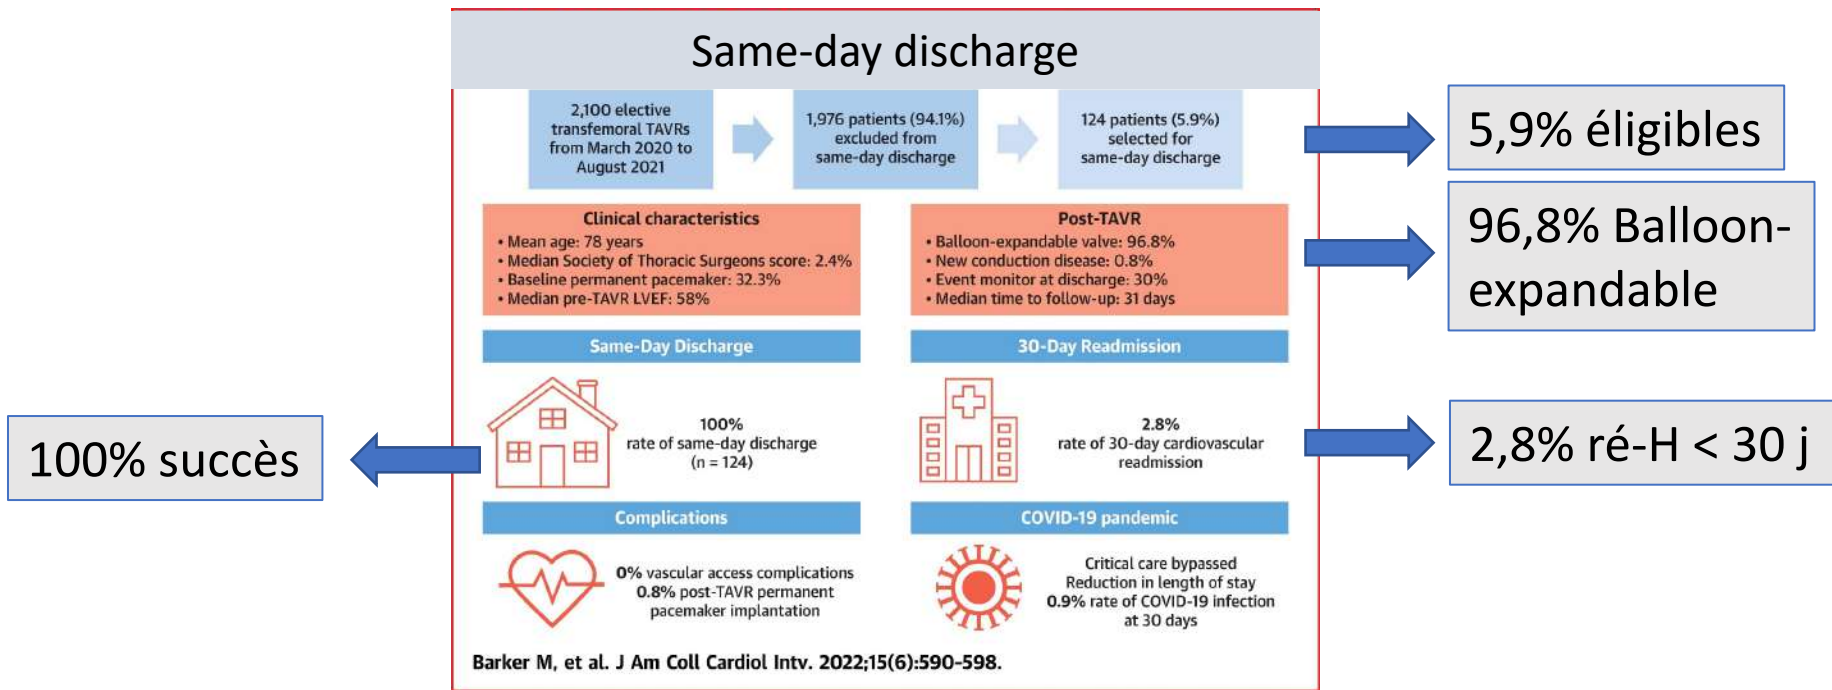 Same-day discharge
2,100 elective
transfemoral TAVRs
from March 2020 to
August 2021
1,976 patients (94.1%)
excluded from
same-day discharge
124 patients (5.9%)
selected for
same-day discharge
5,9% éligibles
Clinical characteristics
• Mean age: 78 years
• Median Society of Thoracic Surgeons score: 2.4%
• Baseline permanent pacemaker: 32.3%
• Median pre-TAVR LVEF: 58%
Post-TAVR
• Balloon-expandable valve: 96.8%
• New conduction disease: 0.8%
• Event monitor at discharge: 30%
• Median time to follow-up: 31 days
96,8% Balloon-
expandable
Same-Day Discharge
100%
rate of same-day discharge
(n = 124)
100% succès
30-Day Readmission
2.8%
rate of 30-day cardiovascular
readmission
2,8% ré-H < 30 j
Complications
0% vascular access complications
0.8% post-TAVR permanent
pacemaker implantation
COVID-19 pandemic
Critical care bypassed
Reduction in length of stay
0.9% rate of COVID-19 infection
at 30 days
Barker M, et al. J Am Coll Cardiol Intv. 2022;15(6):590-598.